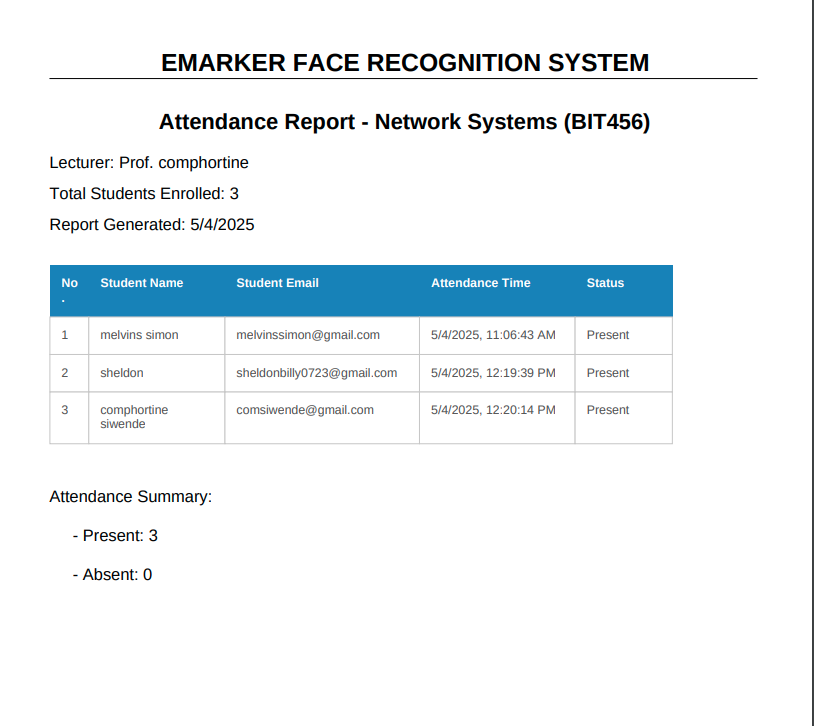 EMARKER FACE RECOGNITION SYSTEM
Attendance Report - Network Systems (BIT456)
Lecturer: Prof. comphortine
Total Students Enrolled: 3
Report Generated: 5/4/2025
No. Student Name Student Email Attendance Time Status
1 melvins simon melvinssimon@gmail.com 5/4/2025, 11:06:43 AM Present
2 sheldon sheldonbilly0723@gmail.com 5/4/2025, 12:19:39 PM Present
3 comphortine siwende comsiwende@gmail.com 5/4/2025, 12:20:14 PM Present
Attendance Summary:
- Present: 3
- Absent: 0